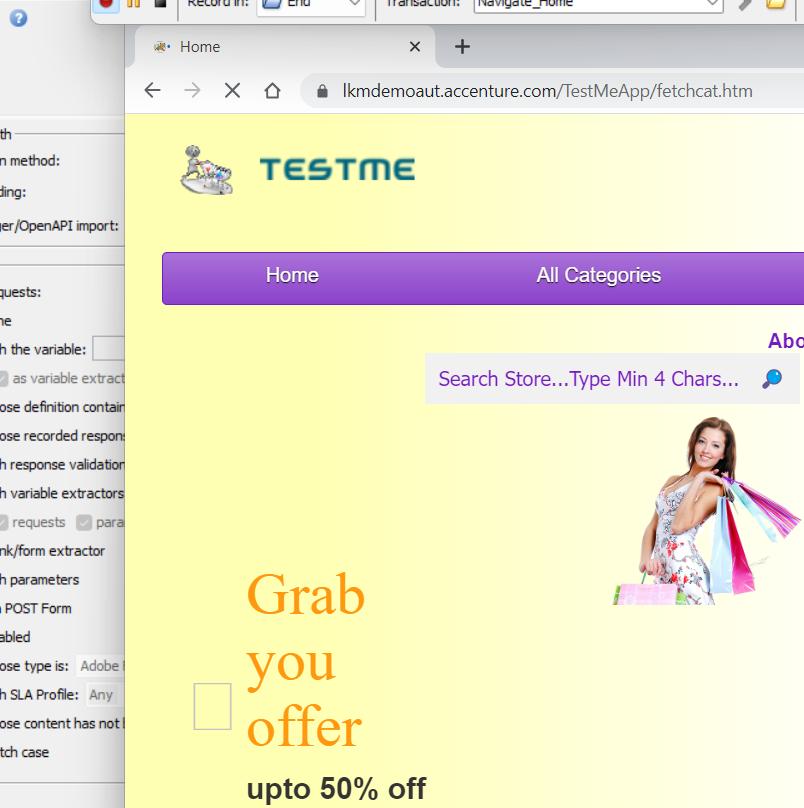 Record in: End Transaction: Navigate_Home
Home
lkmdemoaut.accenture.com/TestMeApp/fetchcat.htm
TESTME
Home All Categories
Search Store...Type Min 4 Chars...
Grab
you
offer
upto 50% off
th
n method:
ding:
er/OpenAPI import:
quests:
ne
h the variable:
as variable extract
ose definition contain
ose recorded respon
h response validation
h variable extractors
requests para
nk/form extractor
h parameters
POST Form
abled
ose type is: Adobe
h SLA Profile: Any
ose content has not
tch case